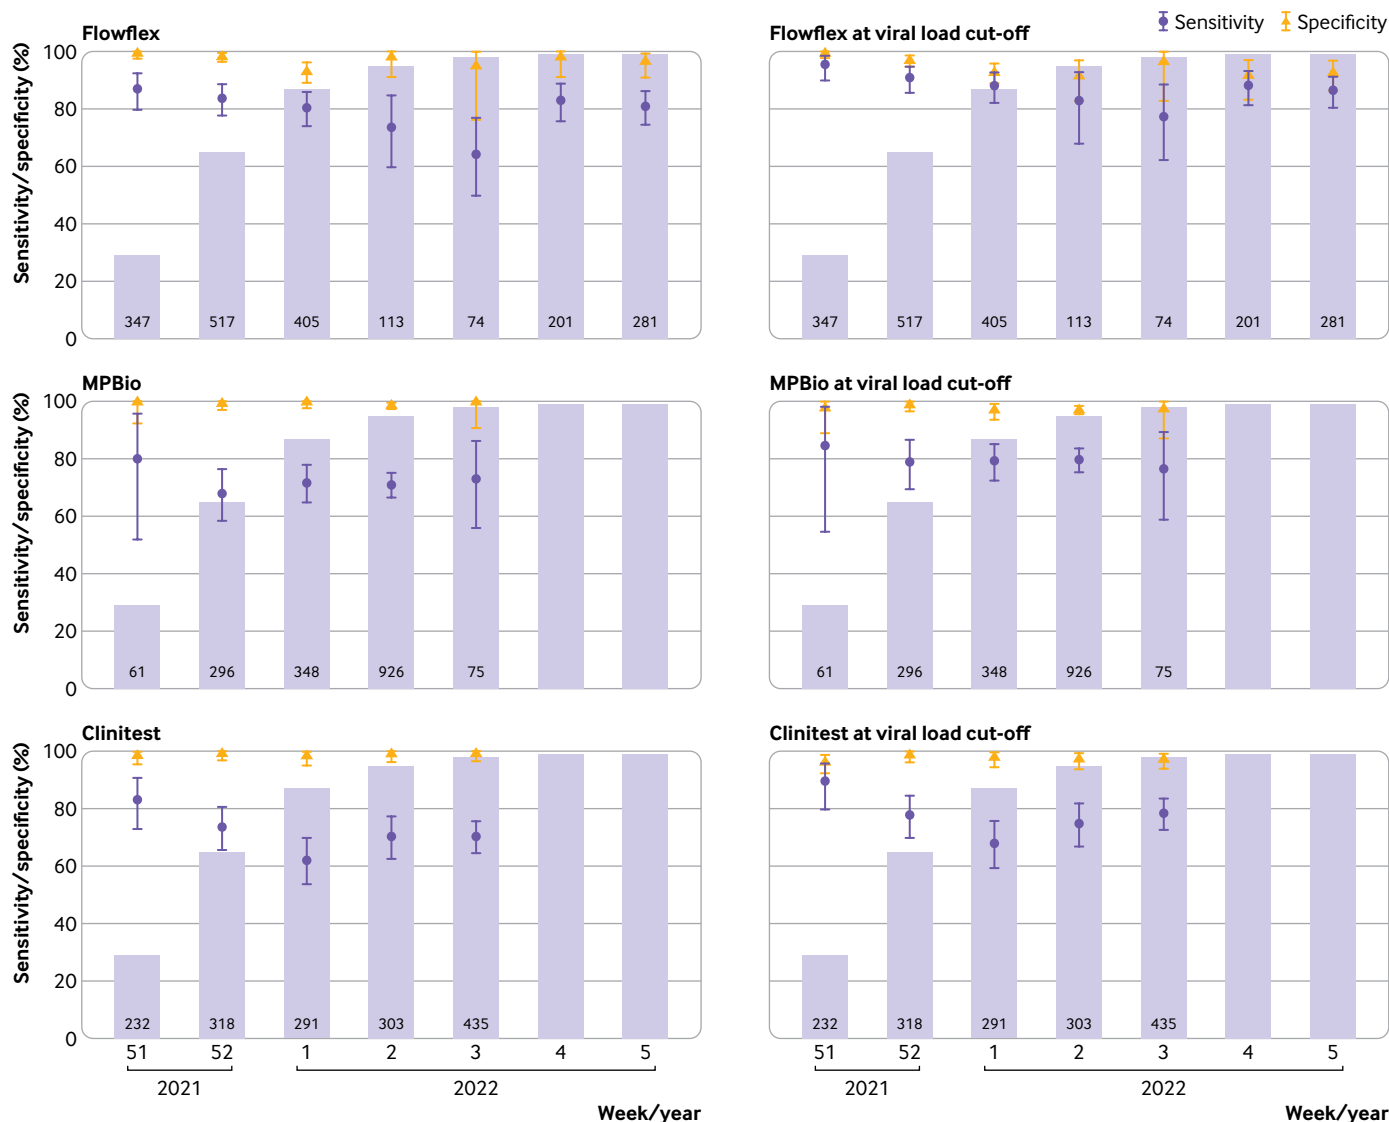 Sensitivity Specificity
Flowflex
Sensitivity/specificity (%)
100
80
60
40
20
0
347 517 405 113 74 201 281
Flowflex at viral load cut-off
347 517 405 113 74 201 281
MPBio
Sensitivity/specificity (%)
100
80
60
40
20
0
61 296 348 926 75
MPBio at viral load cut-off
61 296 348 926 75
Clinitest
Sensitivity/specificity (%)
100
80
60
40
20
0
232 318 291 303 435
51 52 1 2 3 4 5
2021 2022
Week/year
Clinitest at viral load cut-off
232 318 291 303 435
51 52 1 2 3 4 5
2021 2022
Week/year